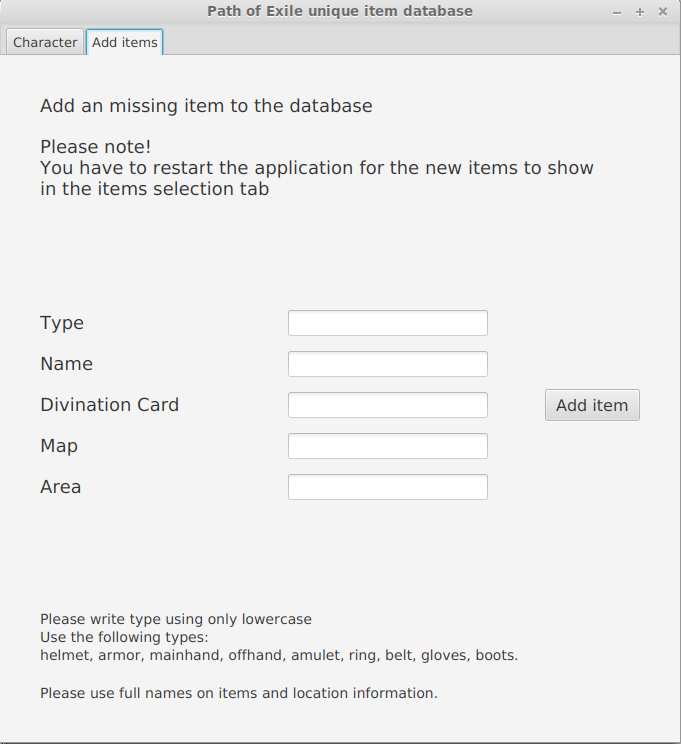 Path of Exile unique item database
Character
Add items
Add an missing item to the database
Please note!
You have to restart the application for the new items to show
in the items selection tab
Type
Name
Divination Card
Add item
Map
Area
Please write type using only lowercase
Use the following types:
helmet, armor, mainhand, offhand, amulet, ring, belt, gloves, boots.
Please use full names on items and location information.